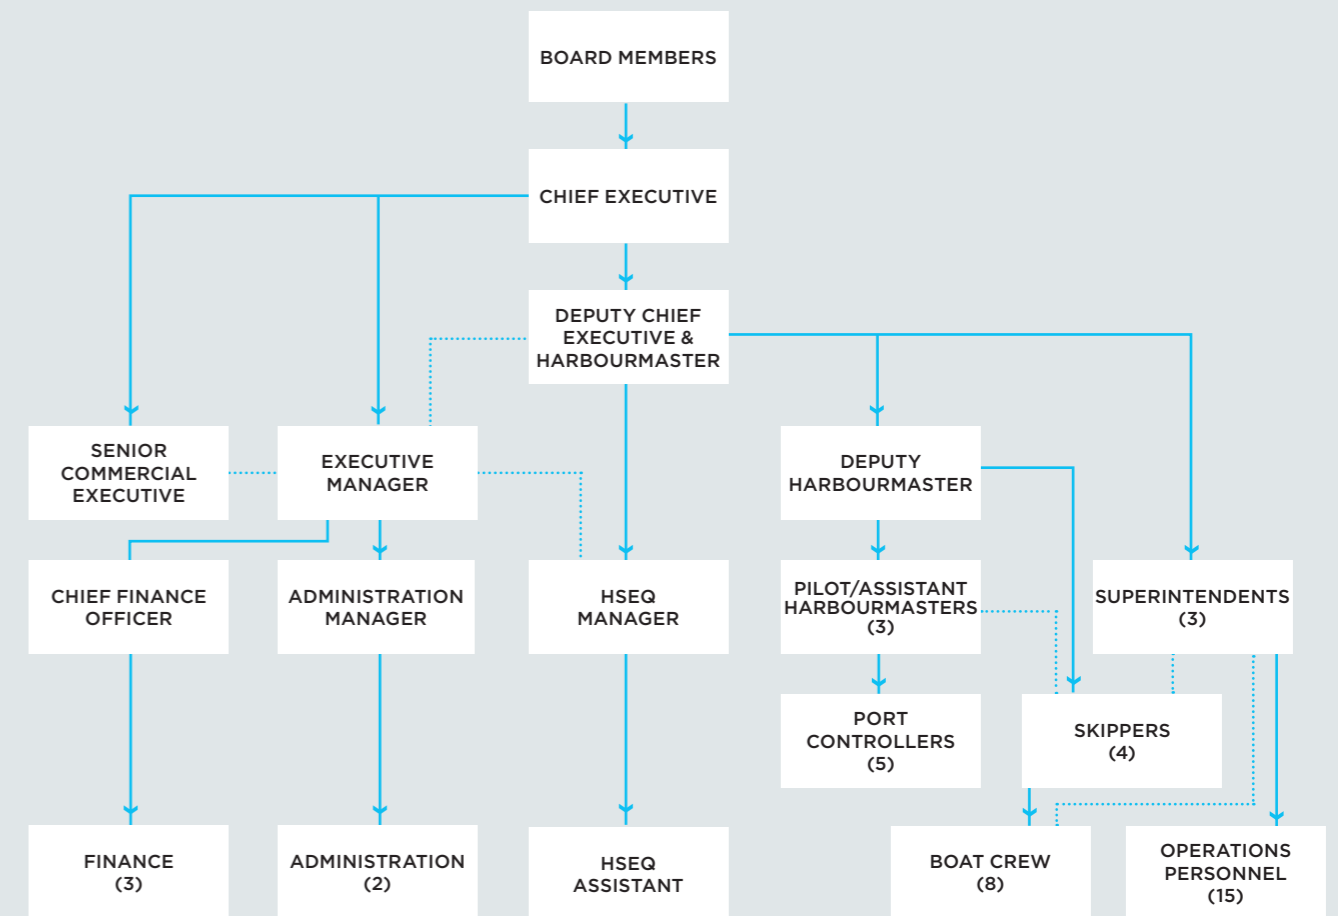 BOARD MEMBERS
CHIEF EXECUTIVE
DEPUTY CHIEF
EXECUTIVE &
HARBOURMASTER
SENIOR
COMMERCIAL
EXECUTIVE
EXECUTIVE
MANAGER
DEPUTY
HARBOURMASTER
CHIEF FINANCE
OFFICER
ADMINISTRATION
MANAGER
HSEQ
MANAGER
PILOT/ASSISTANT
HARBOURMASTERS
(3)
SUPERINTENDENTS
(3)
PORT
CONTROLLERS
(5)
SKIPPERS
(4)
FINANCE
(3)
ADMINISTRATION
(2)
HSEQ
ASSISTANT
BOAT CREW
(8)
OPERATIONS
PERSONNEL
(15)